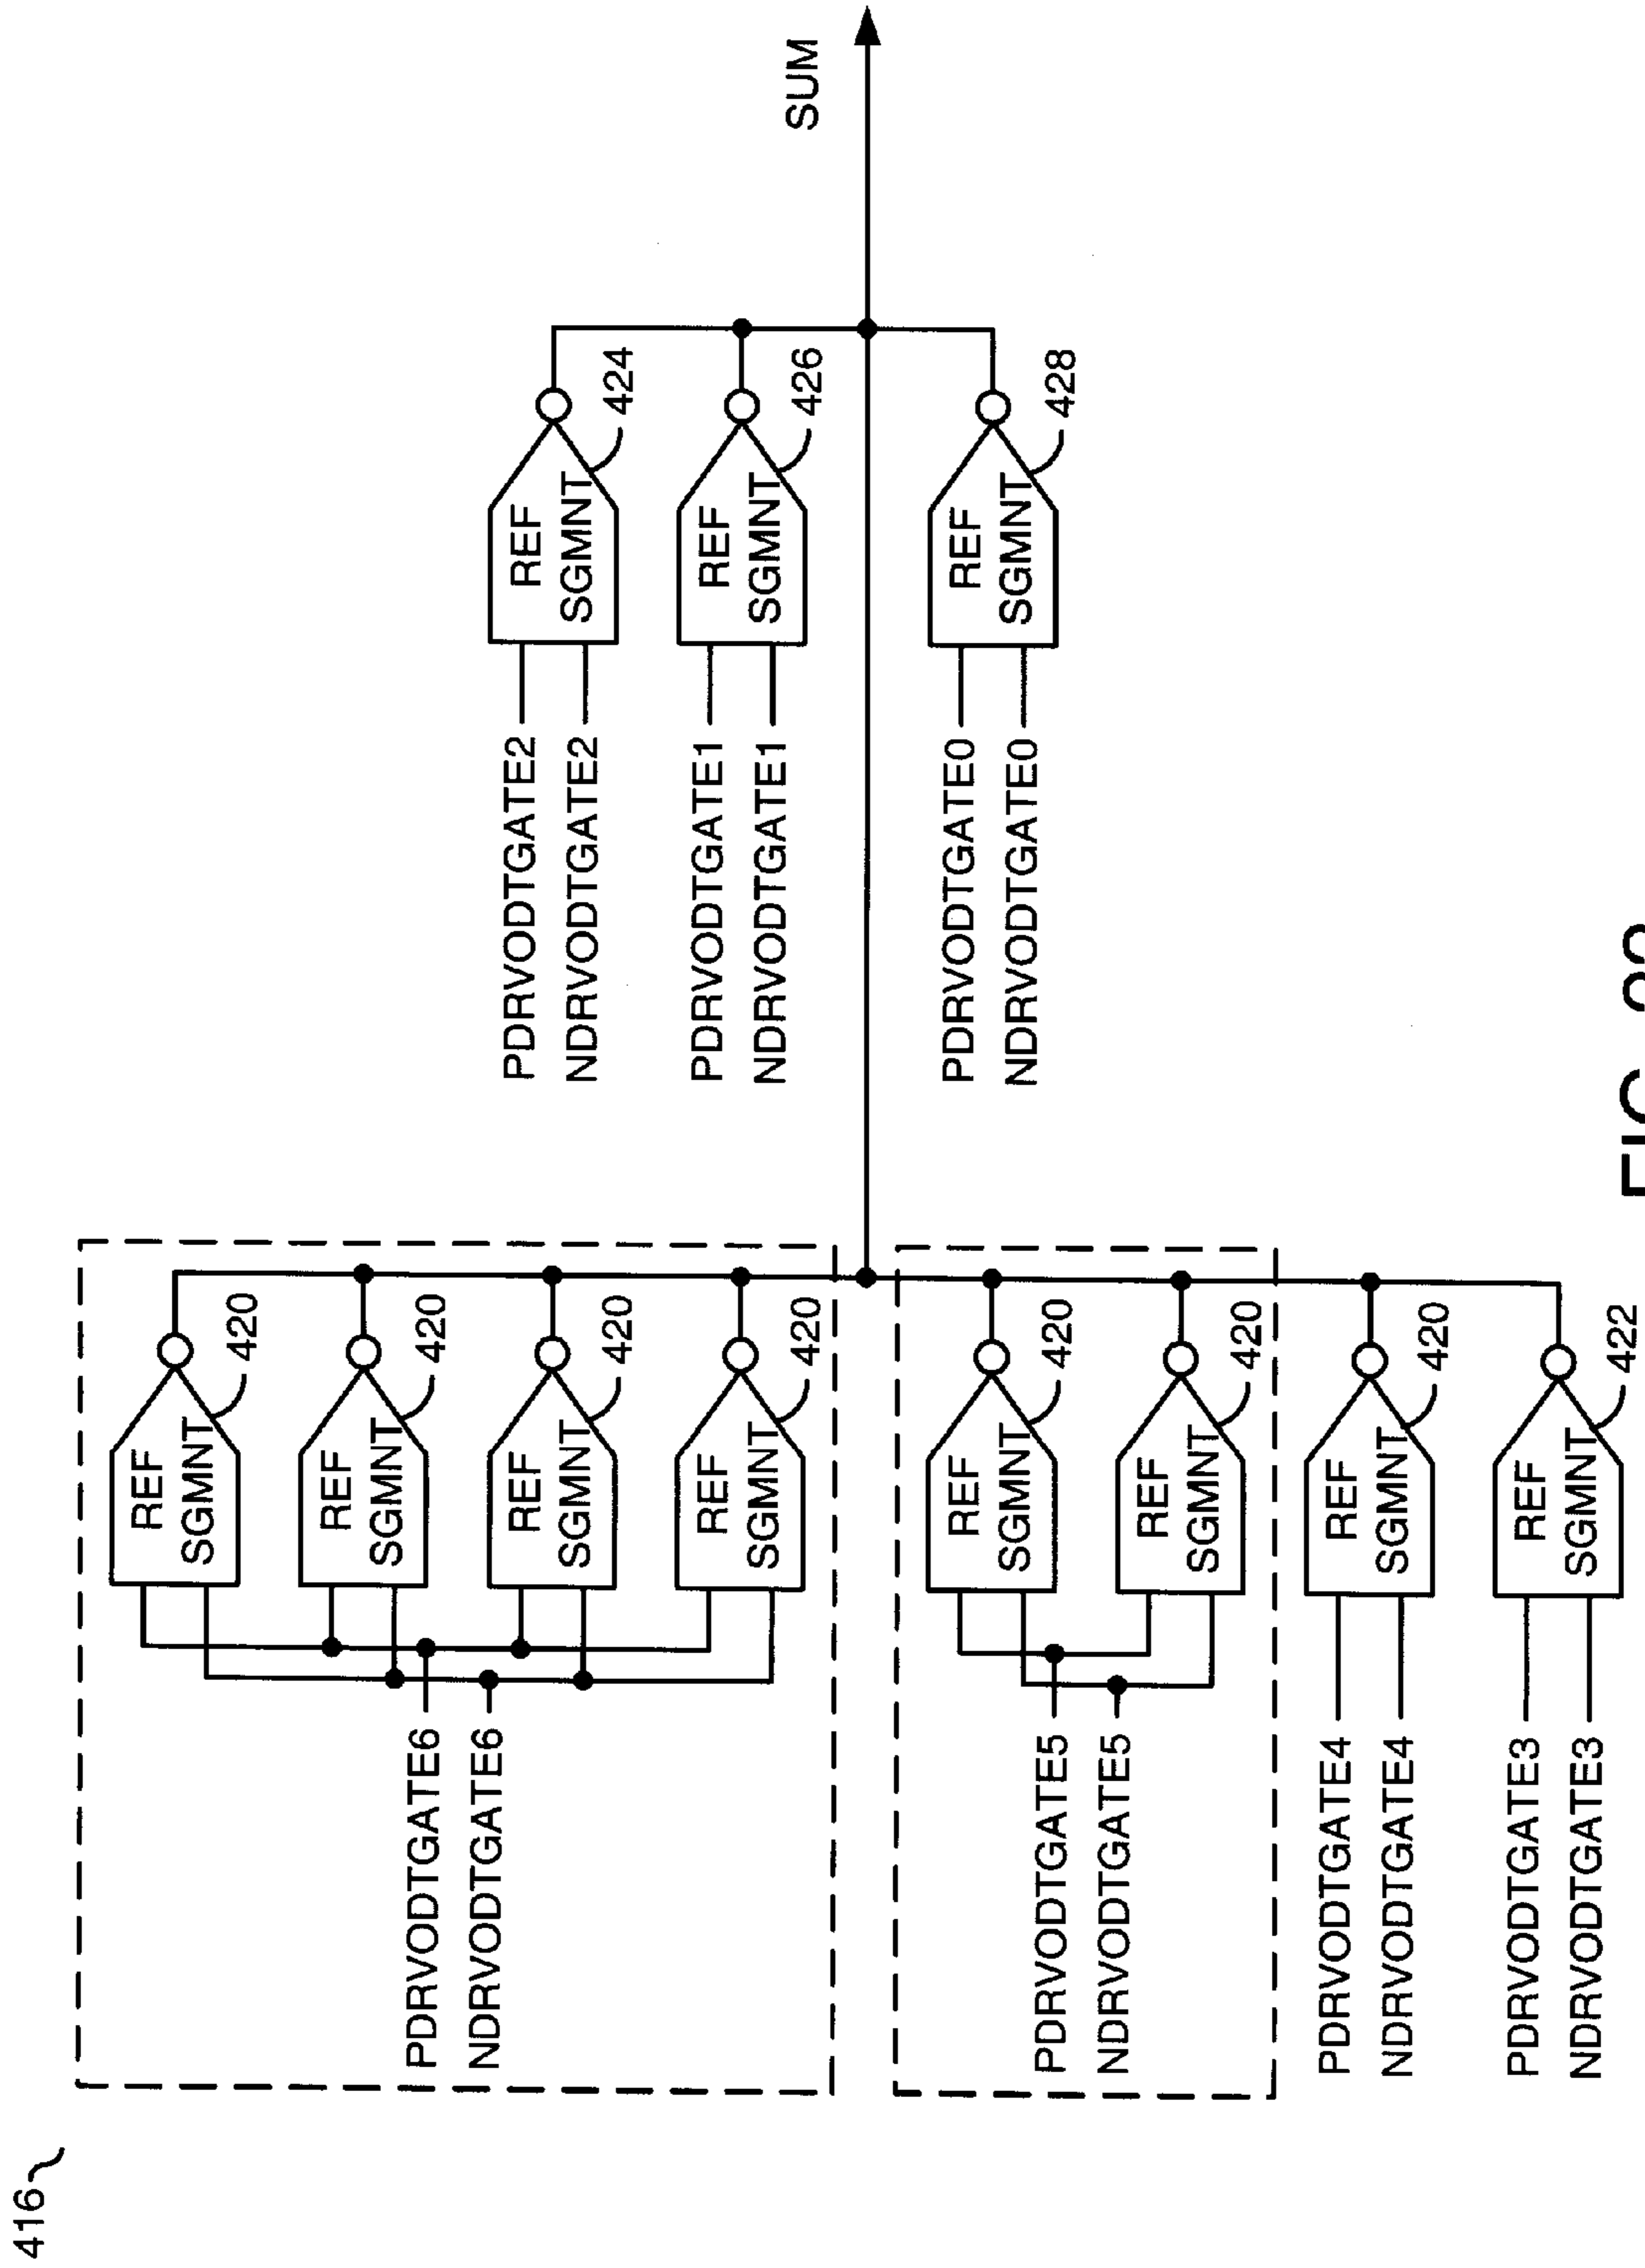 416
PDRVODTGATE6
NDRVODTGATE6
REF
SGMNT
420
REF
SGMNT
420
REF
SGMNT
420
REF
SGMNT
420
PDRVODTGATE5
NDRVODTGATE5
REF
SGMNT
420
REF
SGMNT
420
PDRVODTGATE4
NDRVODTGATE4
REF
SGMNT
420
PDRVODTGATE3
NDRVODTGATE3
REF
SGMNT
422
PDRVODTGATE2
NDRVODTGATE2
REF
SGMNT
424
PDRVODTGATE1
NDRVODTGATE1
REF
SGMNT
426
PDRVODTGATE0
NDRVODTGATE0
REF
SGMNT
428
SUM